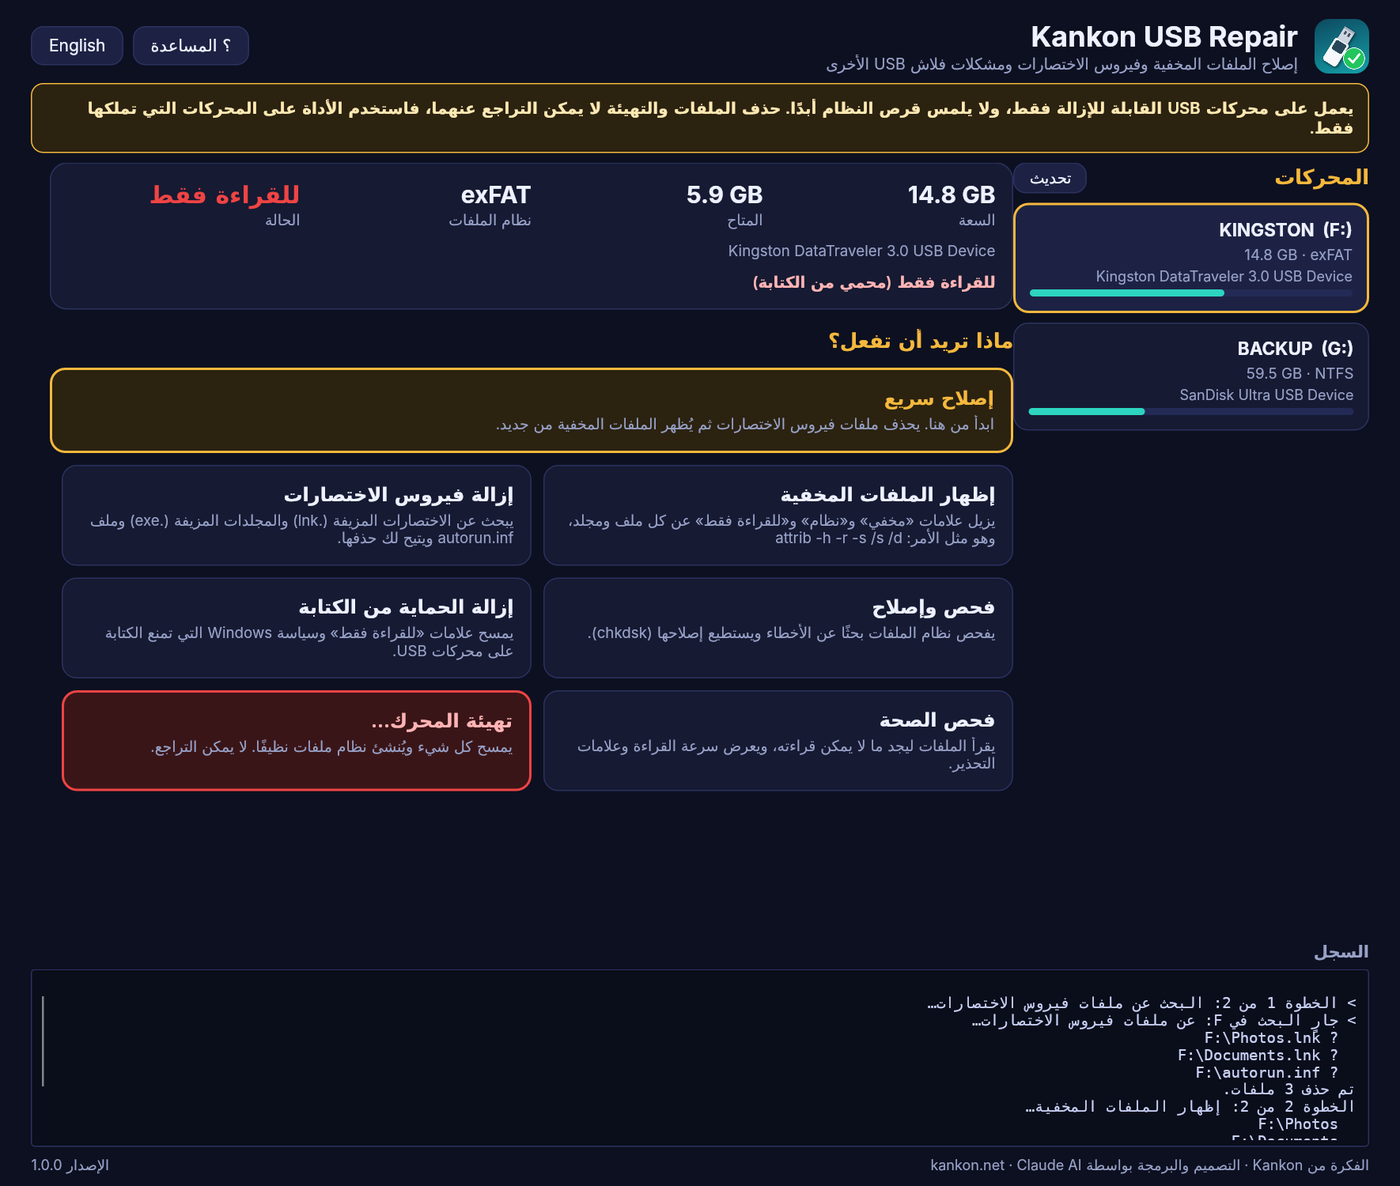 Kankon USB Repair
إصلاح الملفات المخفية وفيروس الاختصارات ومشكلات فلاش USB الأخرى
؟ المساعدة
English
يعمل على محركات USB القابلة للإزالة فقط، ولا يلمس قرص النظام أبدًا. حذف الملفات والتهيئة لا يمكن التراجع عنهما، فاستخدم الأداة على المحركات التي تملكها
فقط.
المحركات
تحديث
KINGSTON (F:)
14.8 GB · exFAT
Kingston DataTraveler 3.0 USB Device
BACKUP (G:)
59.5 GB · NTFS
SanDisk Ultra USB Device
14.8 GB
السعة
5.9 GB
المتاح
exFAT
نظام الملفات
للقراءة فقط
الحالة
Kingston DataTraveler 3.0 USB Device
للقراءة فقط (محمي من الكتابة)
ماذا تريد أن تفعل؟
إصلاح سريع
ابدأ من هنا. يحذف ملفات فيروس الاختصارات ثم يُظهر الملفات المخفية من جديد.
إظهار الملفات المخفية
يزيل علامات «مخفي» و«نظام» و«للقراءة فقط» عن كل ملف ومجلد،
وهو مثل الأمر: attrib -h -r -s /s /d
إزالة فيروس الاختصارات
يبحث عن الاختصارات المزيفة (.lnk) والمجلدات المزيفة (.exe) وملف
autorun.inf ويتيح لك حذفها.
فحص وإصلاح
يفحص نظام الملفات بحثًا عن الأخطاء ويستطيع إصلاحها (chkdsk).
إزالة الحماية من الكتابة
يمسح علامات «للقراءة فقط» وسياسة Windows التي تمنع الكتابة
على محركات USB.
فحص الصحة
يقرأ الملفات ليجد ما لا يمكن قراءته، ويعرض سرعة القراءة وعلامات
التحذير.
تهيئة المحرك...
يمسح كل شيء ويُنشئ نظام ملفات نظيفًا. لا يمكن التراجع.
السجل
> الخطوة 1 من 2: البحث عن ملفات فيروس الاختصارات…
> جارٍ البحث في F: عن ملفات فيروس الاختصارات…
? F:\Photos.lnk
? F:\Documents.lnk
? F:\autorun.inf
تم حذف 3 ملفات.
الخطوة 2 من 2: إظهار الملفات المخفية…
F:\Photos
F:\Documents
الفكرة من Kankon · التصميم والبرمجة بواسطة Claude AI · kankon.net
الإصدار 1.0.0